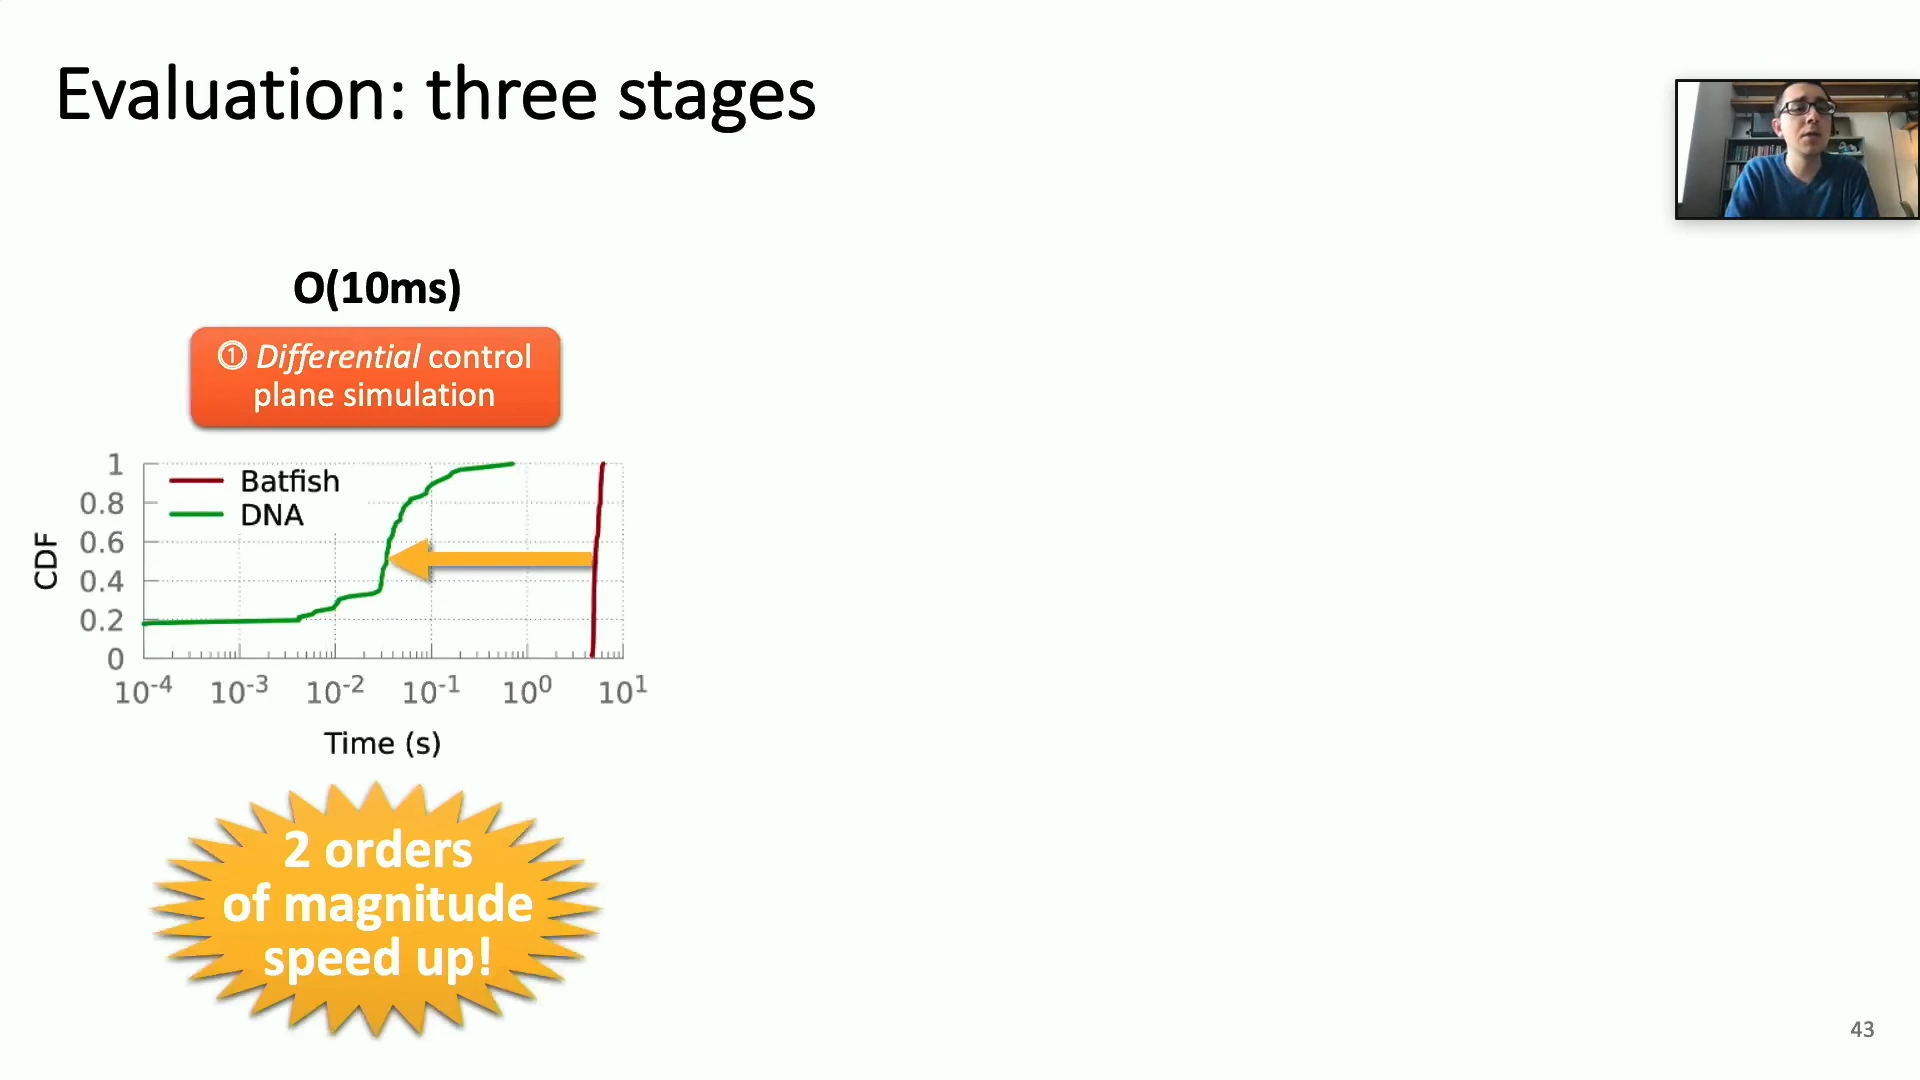 Evaluation: three stages
O(10ms)
① Differential control
plane simulation
1
0.8
0.6
0.4
0.2
0
CDF
Batfish
DNA
10⁻⁴ 10⁻³ 10⁻² 10⁻¹ 10⁰ 10¹
Time (s)
2 orders
of magnitude
speed up!
43